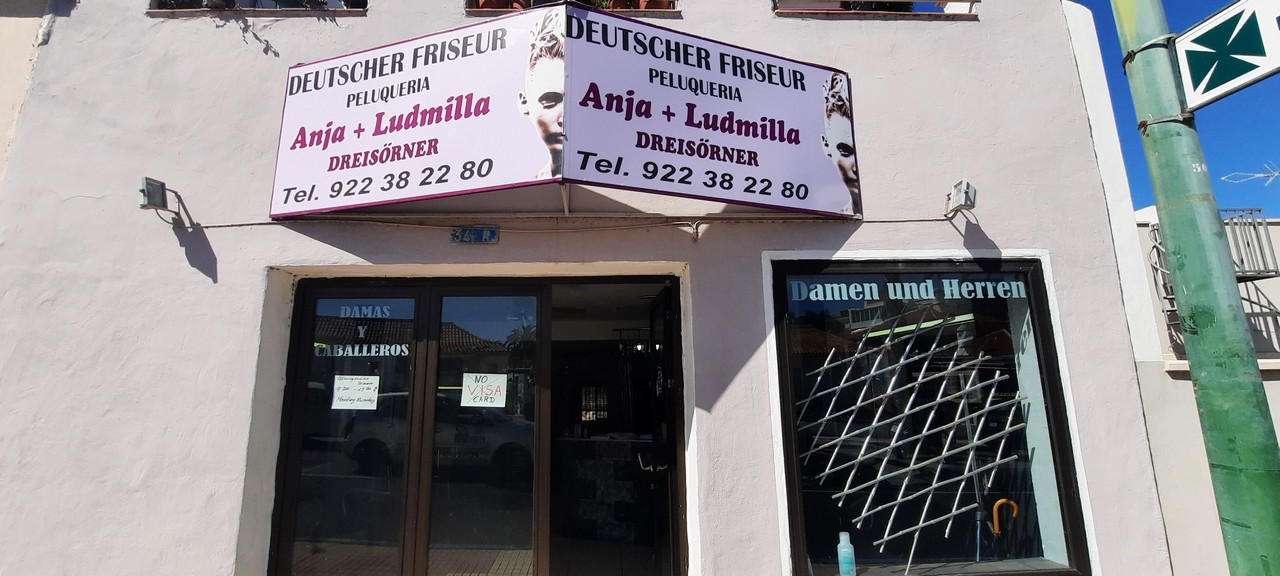 DEUTSCHER FRISEUR
PELUQUERIA
Anja + Ludmilla
DREISÖRNER
Tel. 922 38 22 80
DEUTSCHER FRISEUR
PELUQUERIA
Anja + Ludmilla
DREISÖRNER
Tel. 922 38 22 80
34 A
DAMAS
Y
CABALLEROS
NO
VISA
CARD
Damen und Herren